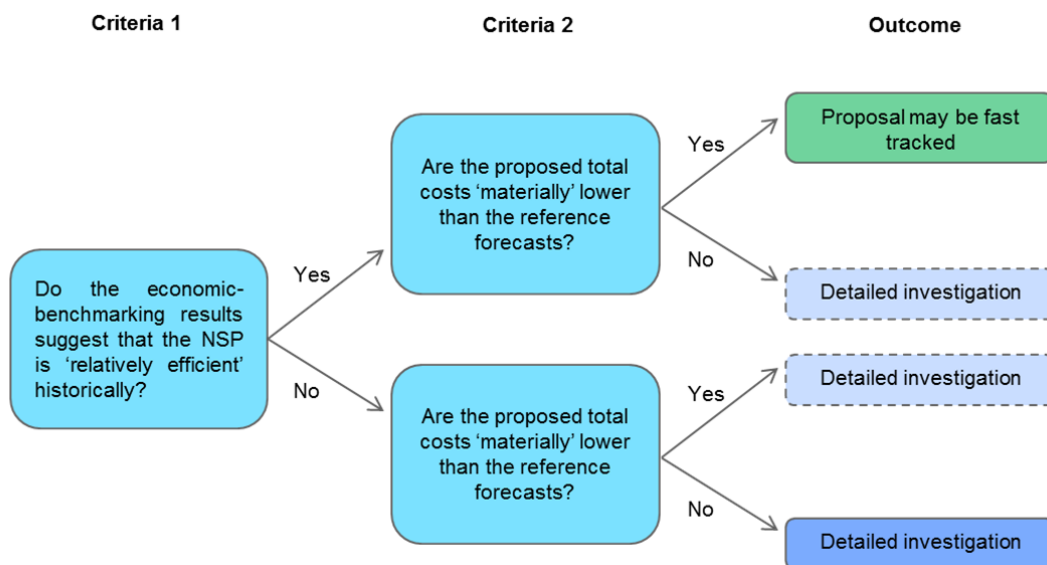 Criteria 1
Criteria 2
Outcome
Do the economic-
benchmarking results
suggest that the NSP
is ‘relatively efficient’
historically?
Yes
No
Are the proposed total
costs ‘materially’ lower
than the reference
forecasts?
Yes
No
Proposal may be fast
tracked
Detailed investigation
Are the proposed total
costs ‘materially’ lower
than the reference
forecasts?
Yes
No
Detailed investigation
Detailed investigation